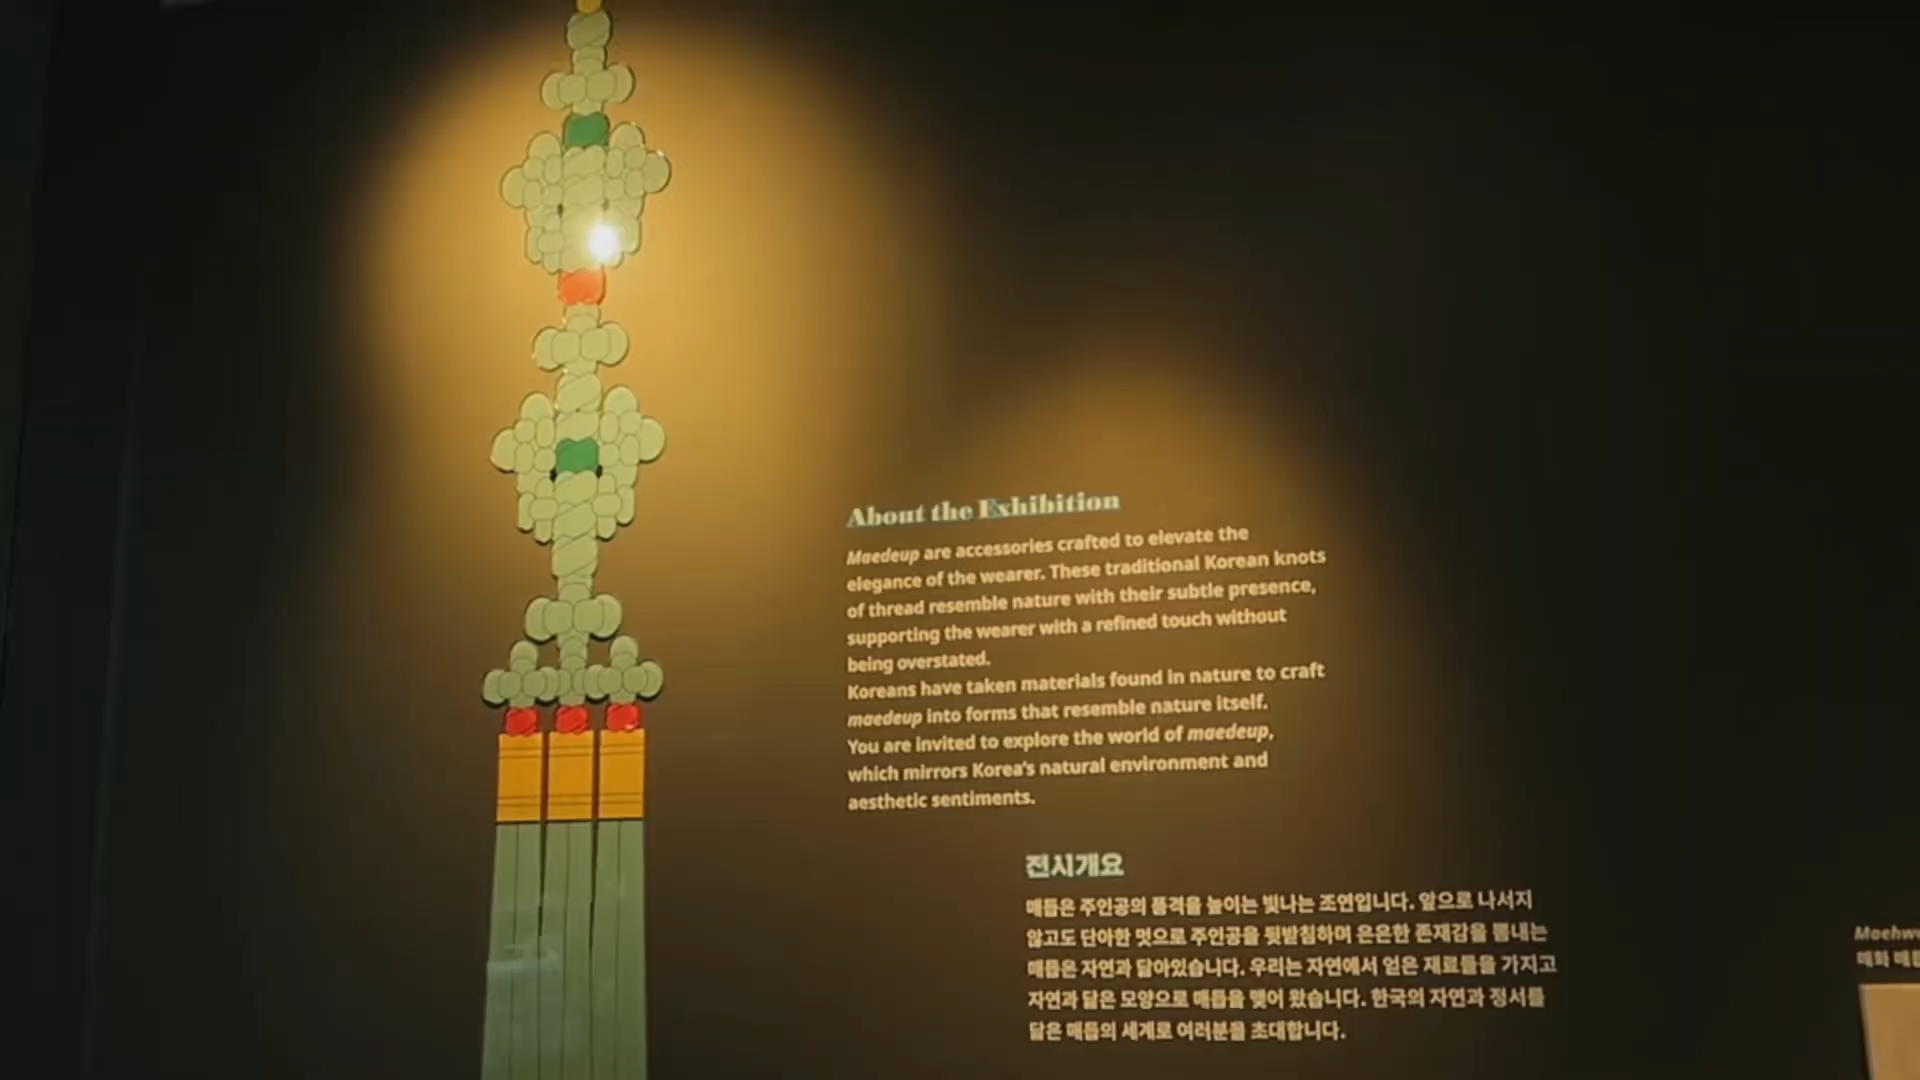 About the Exhibition
Maedeup are accessories crafted to elevate the
elegance of the wearer. These traditional Korean knots
of thread resemble nature with their subtle presence,
supporting the wearer with a refined touch without
being overstated.
Koreans have taken materials found in nature to craft
maedeup into forms that resemble nature itself.
You are invited to explore the world of maedeup,
which mirrors Korea's natural environment and
aesthetic sentiments.
전시개요
매듭은 주인공의 품격을 높이는 빛나는 조연입니다. 앞으로 나서지
않고도 단아한 멋으로 주인공을 뒷받침하며 은은한 존재감을 뽐내는
매듭은 자연과 닮아있습니다. 우리는 자연에서 얻은 재료들을 가지고
자연과 닮은 모양으로 매듭을 맺어 왔습니다. 한국의 자연과 정서를
닮은 매듭의 세계로 여러분을 초대합니다.
매화